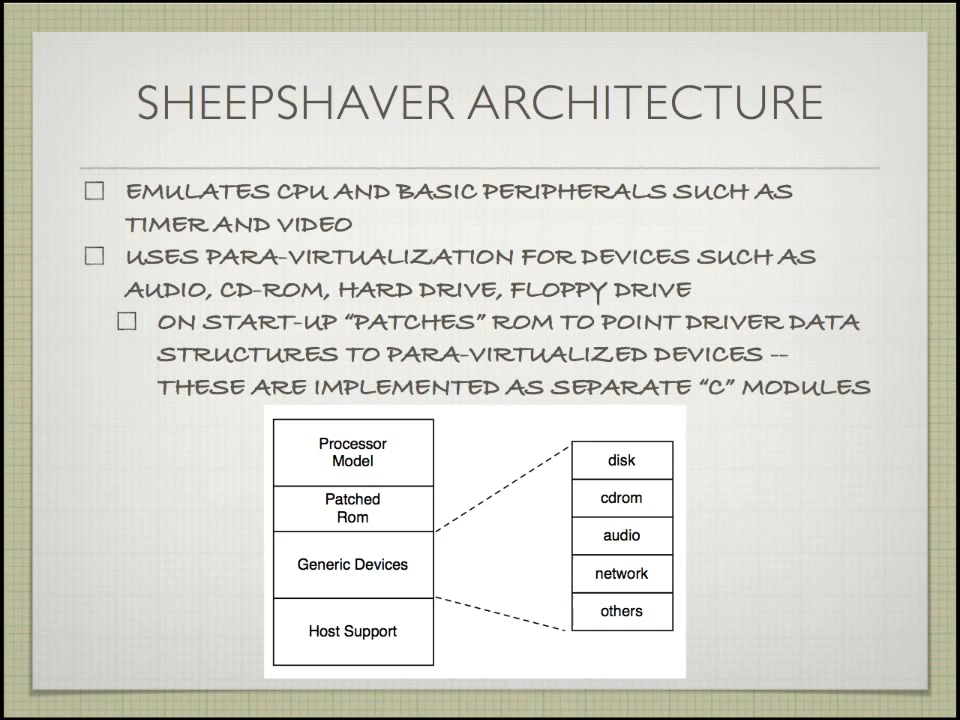 SHEEPSHAVER ARCHITECTURE
EMULATES CPU AND BASIC PERIPHERALS SUCH AS
TIMER AND VIDEO
USES PARA-VIRTUALIZATION FOR DEVICES SUCH AS
AUDIO, CD-ROM, HARD DRIVE, FLOPPY DRIVE
ON START-UP “PATCHES” ROM TO POINT DRIVER DATA
STRUCTURES TO PARA-VIRTUALIZED DEVICES --
THESE ARE IMPLEMENTED AS SEPARATE “C” MODULES
Processor
Model
Patched
Rom
Generic Devices
Host Support
disk
cdrom
audio
network
others